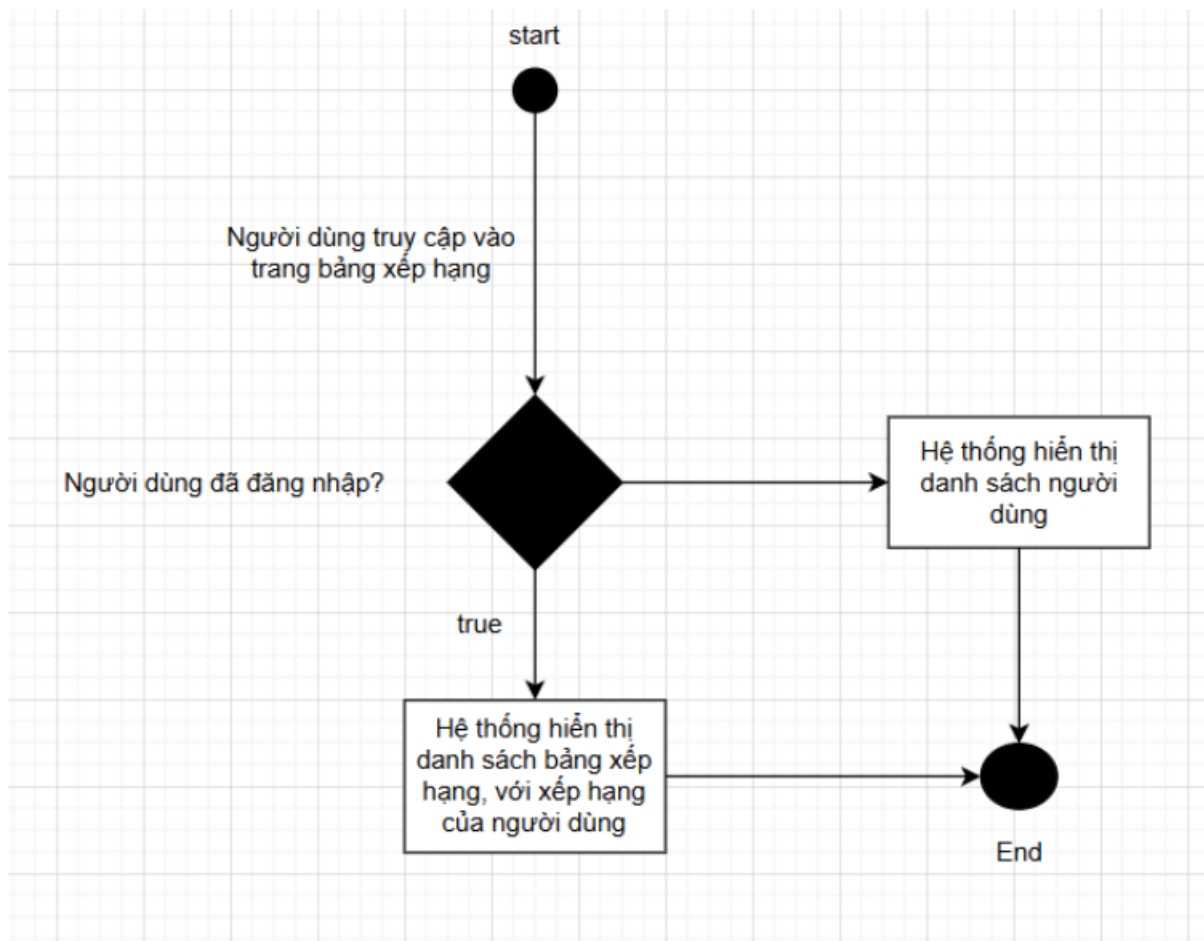 start
Người dùng truy cập vào
trang bảng xếp hạng
Người dùng đã đăng nhập?
Hệ thống hiển thị
danh sách người
dùng
true
Hệ thống hiển thị
danh sách bảng xếp
hạng, với xếp hạng
của người dùng
End